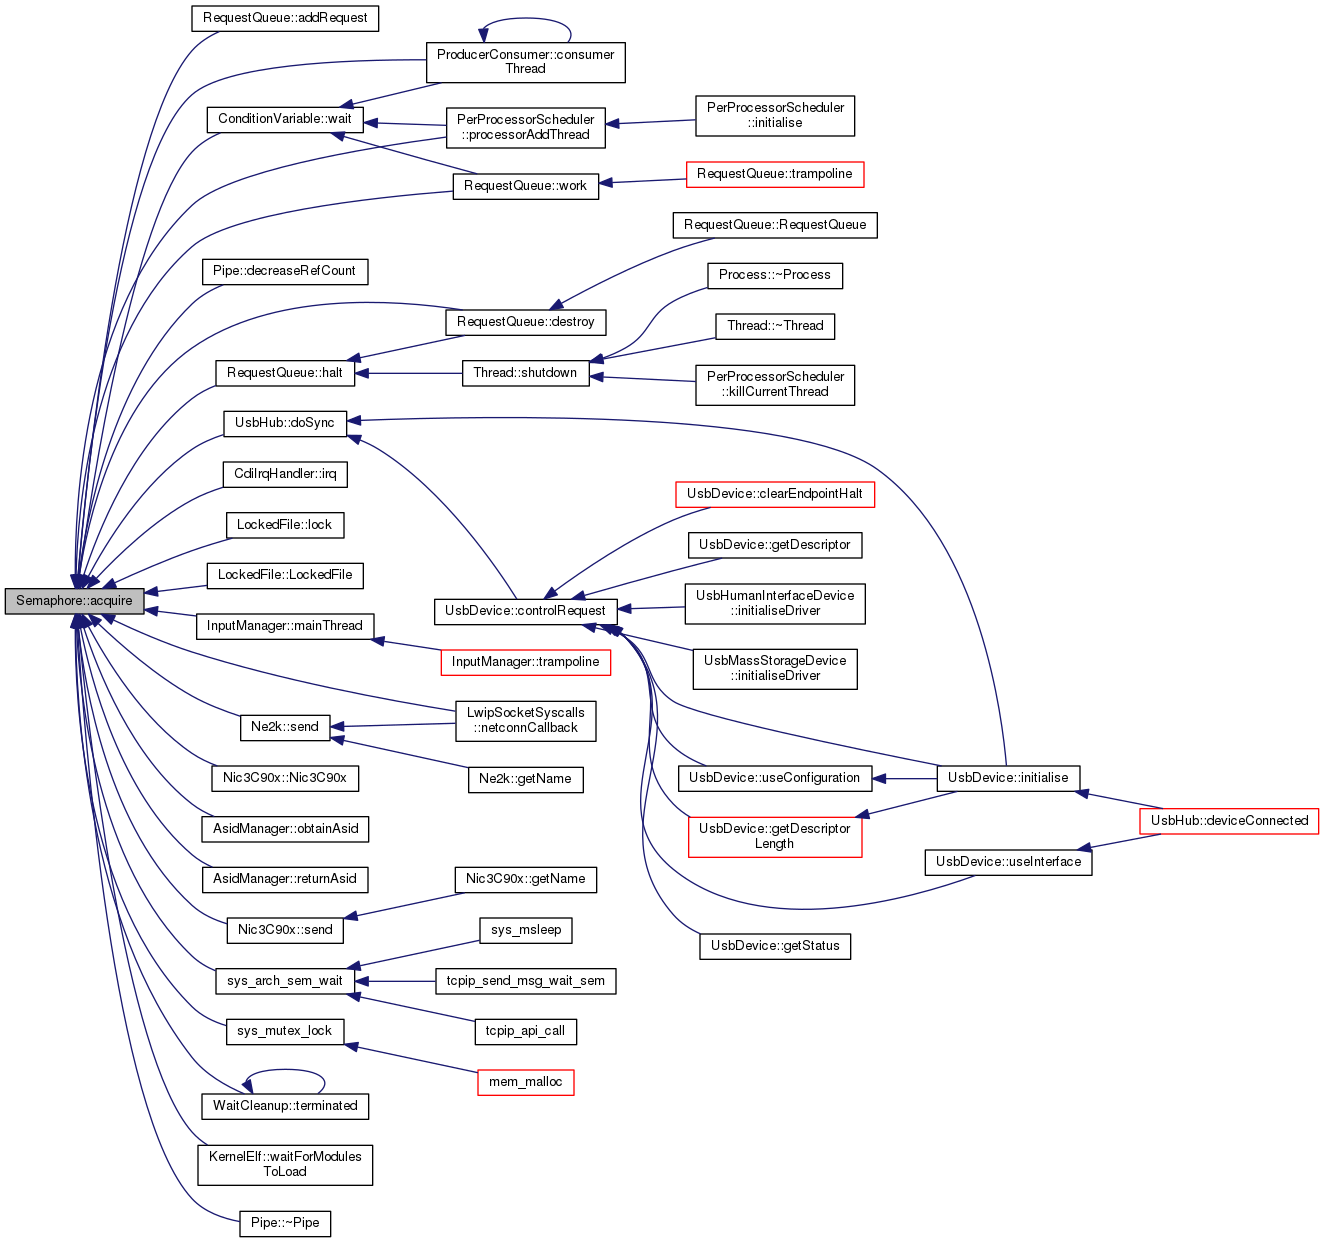 RequestQueue::addRequest
ProducerConsumer::consumer
Thread
ConditionVariable::wait
PerProcessorScheduler
::processorAddThread
PerProcessorScheduler
::initialise
RequestQueue::work
RequestQueue::trampoline
RequestQueue::RequestQueue
Pipe::decreaseRefCount
Process::~Process
RequestQueue::destroy
Thread::~Thread
RequestQueue::halt
Thread::shutdown
PerProcessorScheduler
::killCurrentThread
UsbHub::doSync
CdiIrqHandler::irq
UsbDevice::clearEndpointHalt
LockedFile::lock
UsbDevice::getDescriptor
LockedFile::LockedFile
Semaphore::acquire
UsbDevice::controlRequest
UsbHumanInterfaceDevice
::initialiseDriver
InputManager::mainThread
InputManager::trampoline
UsbMassStorageDevice
::initialiseDriver
LwipSocketSyscalls
::netconnCallback
Ne2k::send
Ne2k::getName
Nic3C90x::Nic3C90x
UsbDevice::useConfiguration
UsbDevice::initialise
AsidManager::obtainAsid
UsbDevice::getDescriptor
Length
UsbHub::deviceConnected
UsbDevice::useInterface
AsidManager::returnAsid
Nic3C90x::getName
Nic3C90x::send
sys_msleep
UsbDevice::getStatus
sys_arch_sem_wait
tcpip_send_msg_wait_sem
sys_mutex_lock
tcpip_api_call
mem_malloc
WaitCleanup::terminated
KernelElf::waitForModules
ToLoad
Pipe::~Pipe